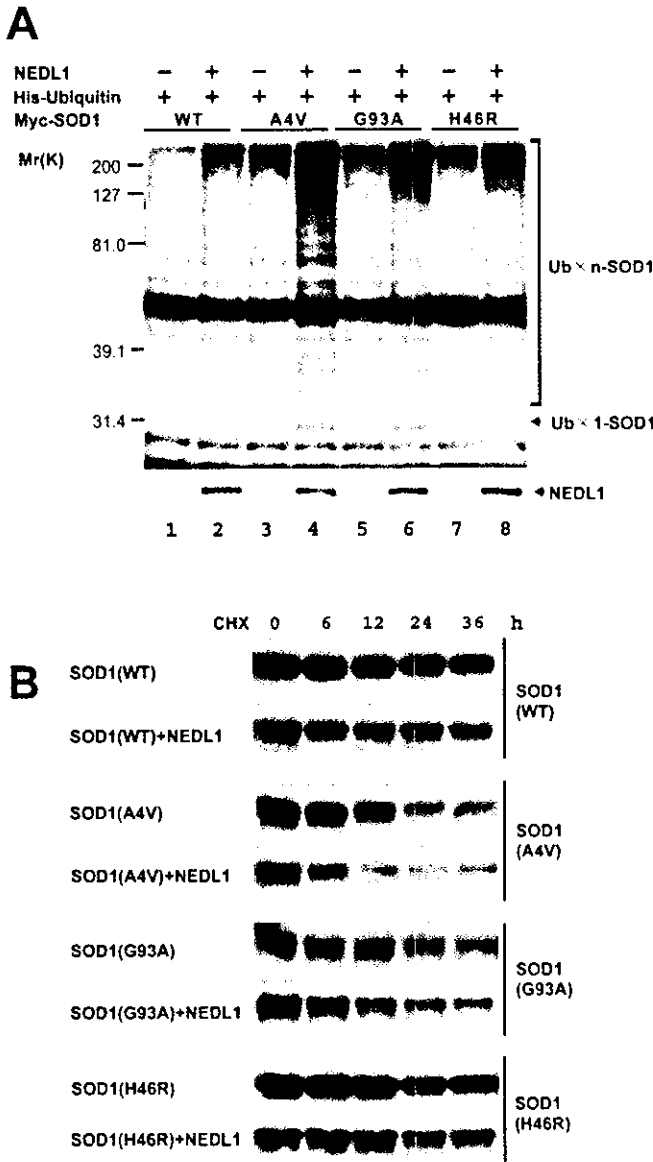 A
NEDL1 − + − + − + − +
His-Ubiquitin + + + + + + + +
Myc-SOD1 WT A4V G93A H46R
Mr(K)
200
127
81.0
Ub × n-SOD1
39.1
31.4
Ub × 1-SOD1
NEDL1
1 2 3 4 5 6 7 8
B
CHX 0 6 12 24 36 h
SOD1(WT)
SOD1(WT)+NEDL1
SOD1
(WT)
SOD1(A4V)
SOD1(A4V)+NEDL1
SOD1
(A4V)
SOD1(G93A)
SOD1(G93A)+NEDL1
SOD1
(G93A)
SOD1(H46R)
SOD1(H46R)+NEDL1
SOD1
(H46R)